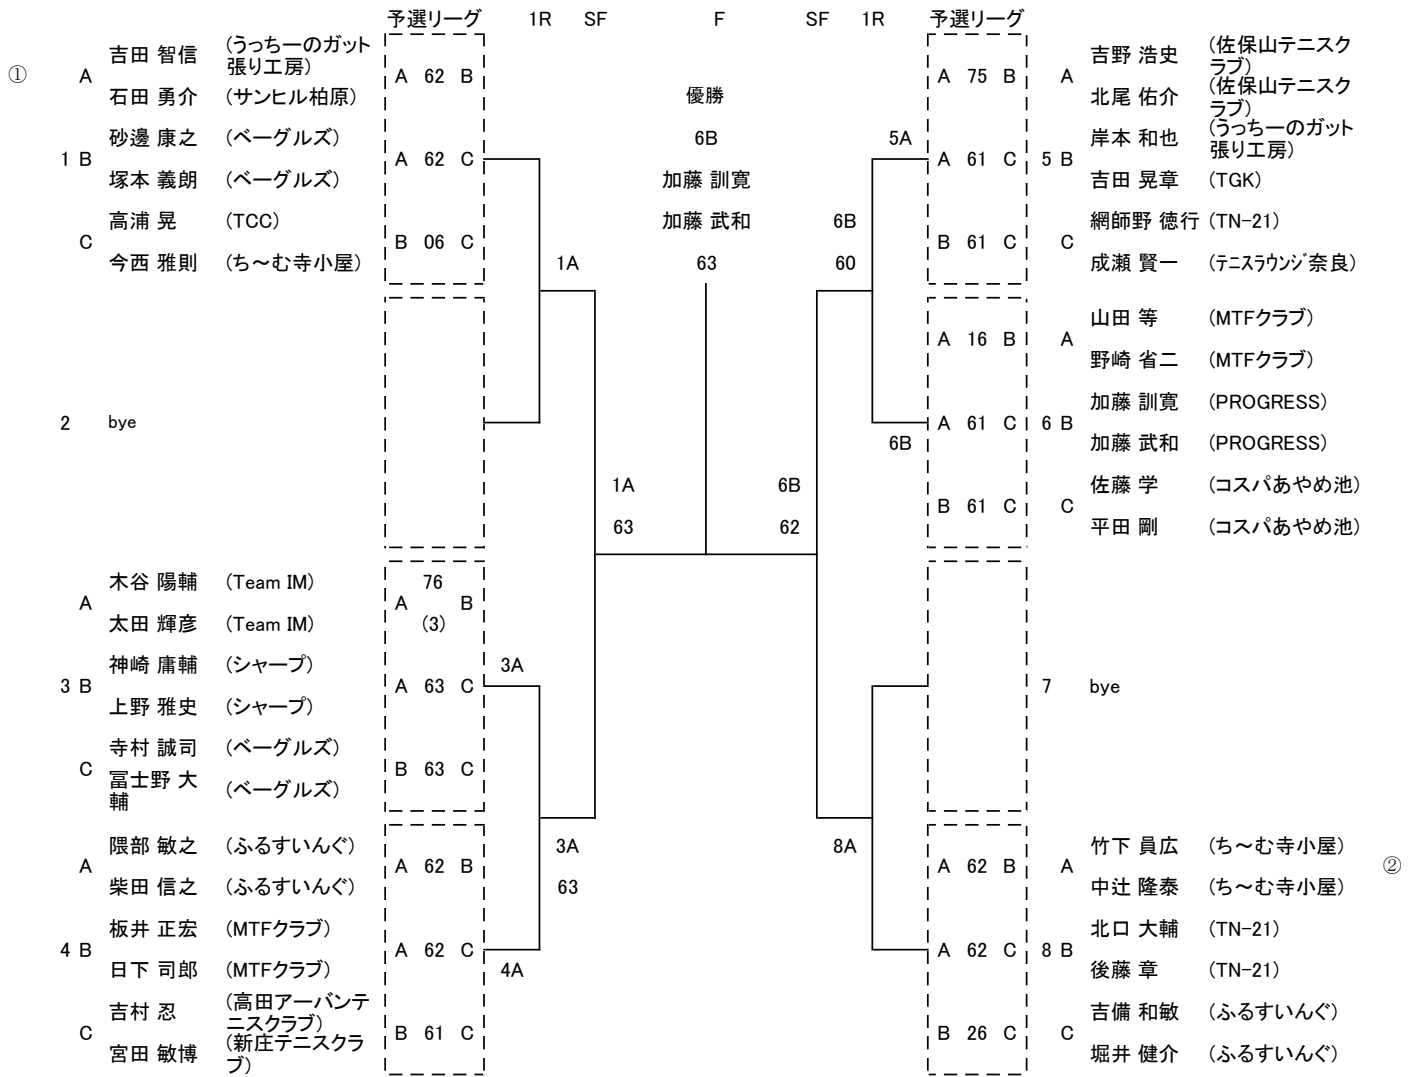 予選リーグ 1R SF F SF 1R 予選リーグ
①
1
A
吉田 智信 (うっちーのガット
張り工房)
石田 勇介 (サンヒル柏原)
B
砂邊 康之 (ベーグルズ)
塚本 義朗 (ベーグルズ)
C
高浦 晃 (TCC)
今西 雅則 (ち～む寺小屋)
A 62 B
A 62 C
B 06 C
2 bye
3
A
木谷 陽輔 (Team IM)
太田 輝彦 (Team IM)
B
神崎 庸輔 (シャープ)
上野 雅史 (シャープ)
C
寺村 誠司 (ベーグルズ)
冨士野 大
輔 (ベーグルズ)
76
A B
(3)
A 63 C
B 63 C
4
A
隈部 敏之 (ふるすいんぐ)
柴田 信之 (ふるすいんぐ)
B
板井 正宏 (MTFクラブ)
日下 司郎 (MTFクラブ)
C
吉村 忍 (高田アーバンテ
ニスクラブ)
宮田 敏博 (新庄テニスクラ
ブ)
A 62 B
A 62 C
B 61 C
1A
3A
4A
3A
63
1A
63
優勝
6B
加藤 訓寛
加藤 武和
63
6B
62
6B
60
5A
6B
8A
A 75 B
A 61 C
B 61 C
5
A
吉野 浩史 (佐保山テニスク
ラブ)
北尾 佑介 (佐保山テニスク
ラブ)
B
岸本 和也 (うっちーのガット
張り工房)
吉田 晃章 (TGK)
C
網師野 徳行 (TN-21)
成瀬 賢一 (テニスラウンジ奈良)
A 16 B
A 61 C
B 61 C
6
A
山田 等 (MTFクラブ)
野崎 省二 (MTFクラブ)
B
加藤 訓寛 (PROGRESS)
加藤 武和 (PROGRESS)
C
佐藤 学 (コスパあやめ池)
平田 剛 (コスパあやめ池)
7 bye
A 62 B
A 62 C
B 26 C
8
A
竹下 員広 (ち～む寺小屋)
中辻 隆泰 (ち～む寺小屋)
B
北口 大輔 (TN-21)
後藤 章 (TN-21)
C
吉備 和敏 (ふるすいんぐ)
堀井 健介 (ふるすいんぐ)
②